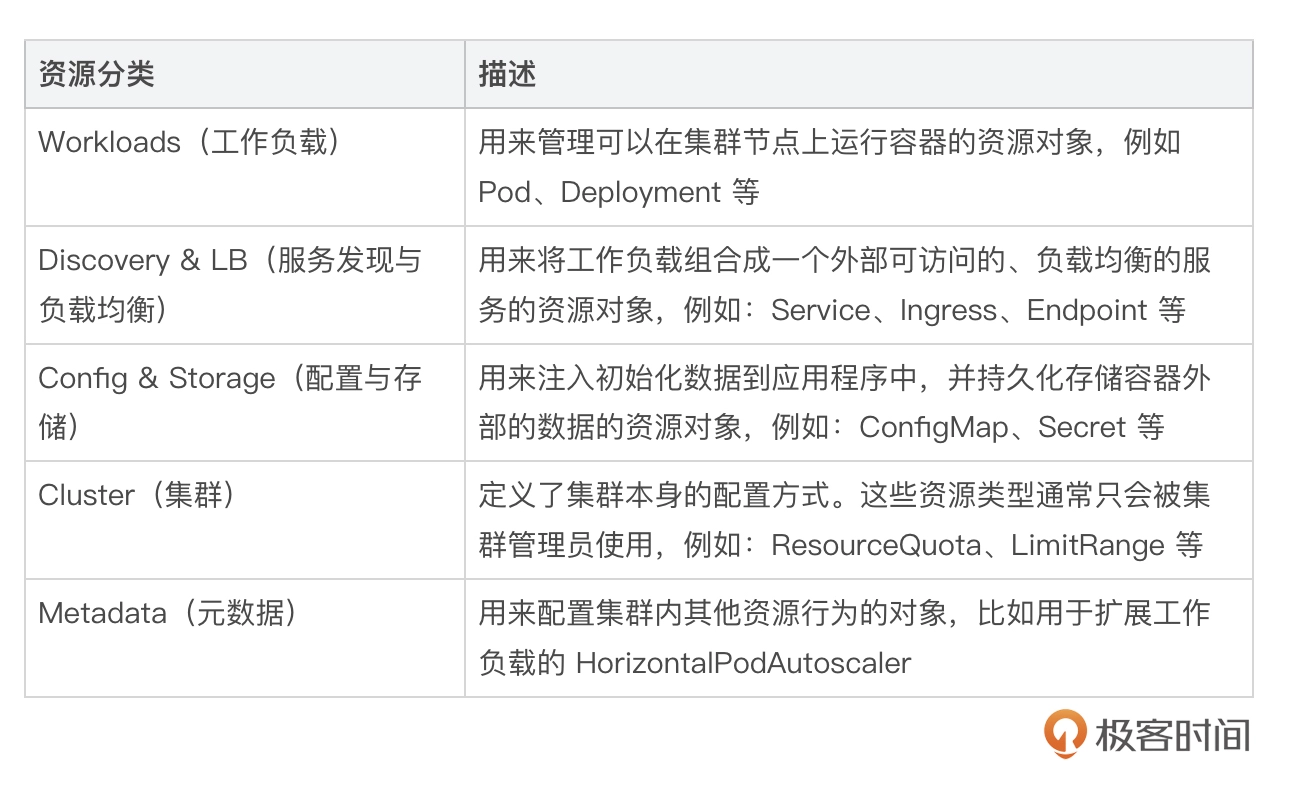 资源分类
描述
Workloads（工作负载）
用来管理可以在集群节点上运行容器的资源对象，例如
Pod、Deployment 等
Discovery & LB（服务发现与
负载均衡）
用来将工作负载组合成一个外部可访问的、负载均衡的服
务的资源对象，例如：Service、Ingress、Endpoint 等
Config & Storage（配置与存
储）
用来注入初始化数据到应用程序中，并持久化存储容器外
部的数据的资源对象，例如：ConfigMap、Secret 等
Cluster（集群）
定义了集群本身的配置方式。这些资源类型通常只会被集
群管理员使用，例如：ResourceQuota、LimitRange 等
Metadata（元数据）
用来配置集群内其他资源行为的对象，比如用于扩展工作
负载的 HorizontalPodAutoscaler
极客时间